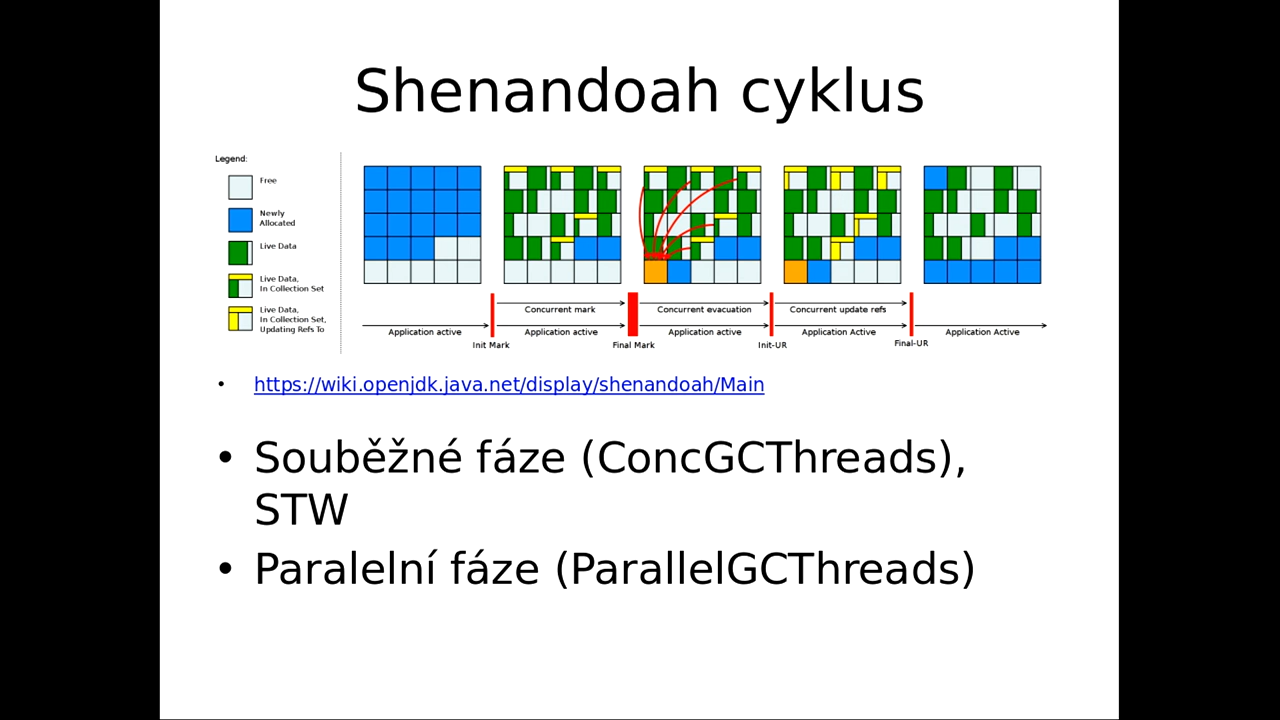 Shenandoah cyklus
Legend:
Free
Newly
Allocated
Live Data
Live Data,
In Collection Set
Live Data,
In Collection Set,
Updating Refs To
Concurrent mark
Concurrent evacuation
Concurrent update refs
Application active
Application active
Application active
Application Active
Application Active
Init Mark
Final Mark
Init-UR
Final-UR
• https://wiki.openjdk.java.net/display/shenandoah/Main
• Souběžné fáze (ConcGCThreads),
STW
• Paralelní fáze (ParallelGCThreads)